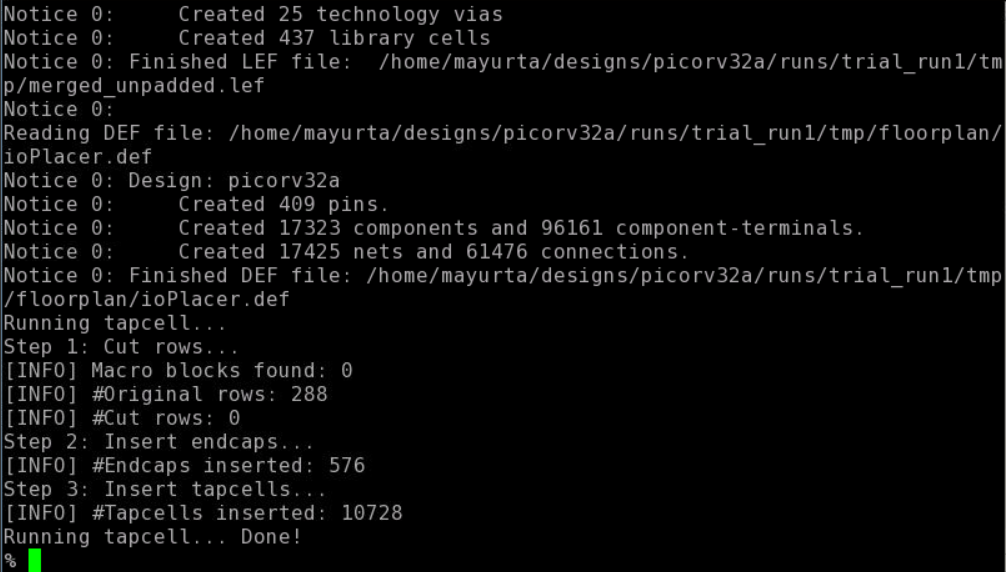 Notice 0:     Created 25 technology vias
Notice 0:     Created 437 library cells
Notice 0: Finished LEF file:  /home/mayurta/designs/picorv32a/runs/trial_run1/tm
p/merged_unpadded.lef
Notice 0:
Reading DEF file: /home/mayurta/designs/picorv32a/runs/trial_run1/tmp/floorplan/
ioPlacer.def
Notice 0: Design: picorv32a
Notice 0:     Created 409 pins.
Notice 0:     Created 17323 components and 96161 component-terminals.
Notice 0:     Created 17425 nets and 61476 connections.
Notice 0: Finished DEF file: /home/mayurta/designs/picorv32a/runs/trial_run1/tmp
/floorplan/ioPlacer.def
Running tapcell...
Step 1: Cut rows...
[INFO] Macro blocks found: 0
[INFO] #Original rows: 288
[INFO] #Cut rows: 0
Step 2: Insert endcaps...
[INFO] #Endcaps inserted: 576
Step 3: Insert tapcells...
[INFO] #Tapcells inserted: 10728
Running tapcell... Done!
%